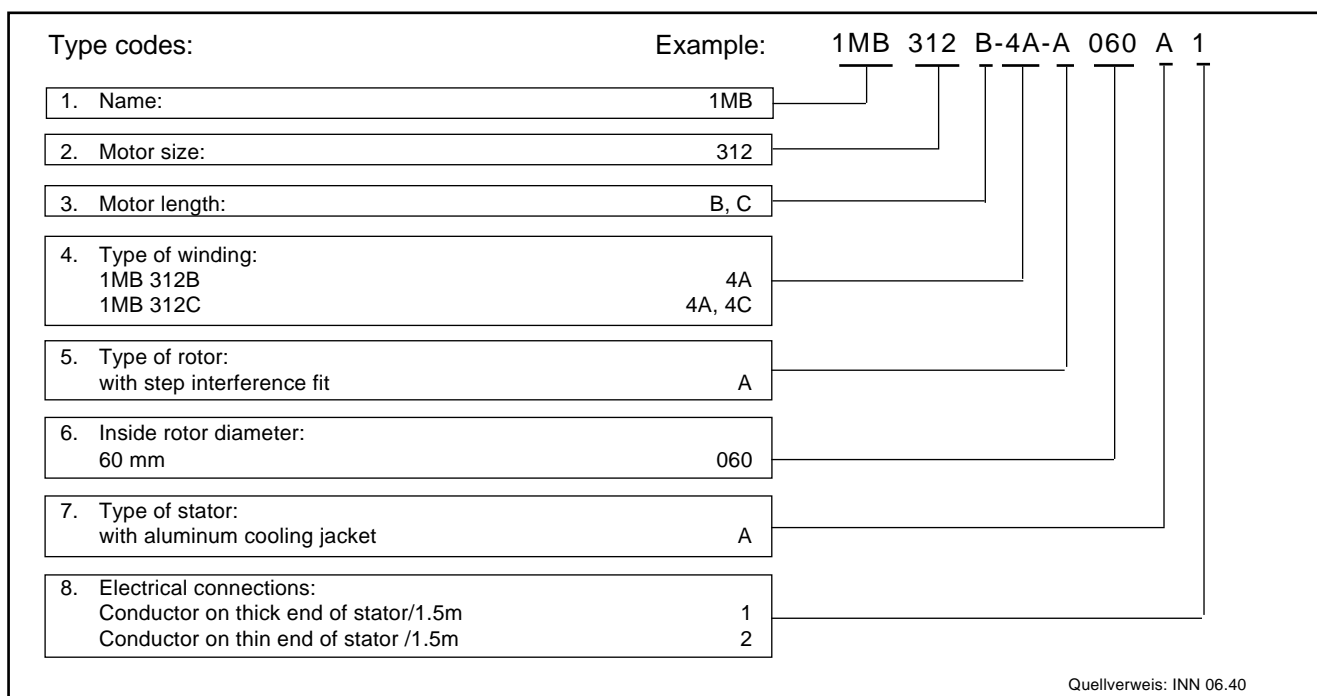 Type codes: Example: 1MB 312 B-4A-A 060 A 1
1. Name: 1MB
2. Motor size: 312
3. Motor length: B, C
4. Type of winding:
1MB 312B 4A
1MB 312C 4A, 4C
5. Type of rotor:
with step interference fit A
6. Inside rotor diameter:
60 mm 060
7. Type of stator:
with aluminum cooling jacket A
8. Electrical connections:
Conductor on thick end of stator/1.5m 1
Conductor on thin end of stator /1.5m 2
Quellverweis: INN 06.40